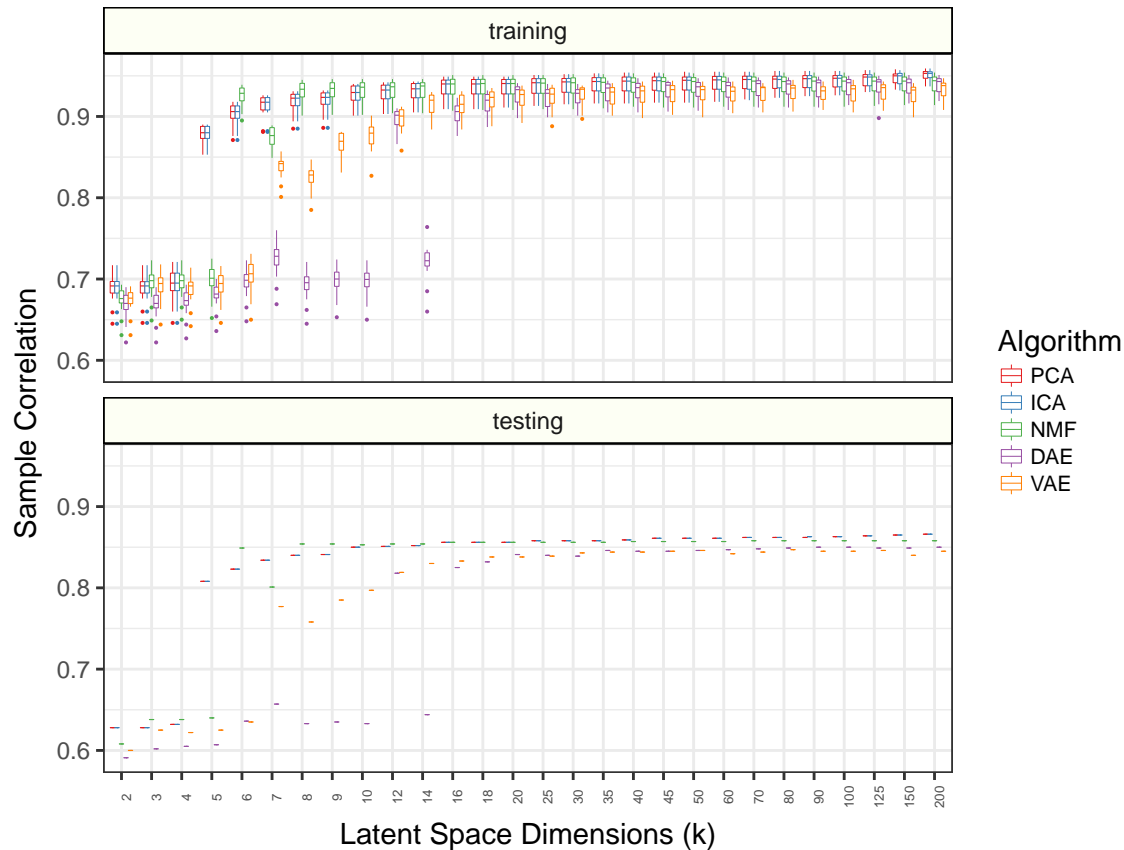 training
0.9
0.8
0.7
0.6
testing
0.9
0.8
0.7
0.6
Sample Correlation
2 3 4 5 6 7 8 9 10 12 14 16 18 20 25 30 35 40 45 50 60 70 80 90 100 125 150 200
Latent Space Dimensions (k)
Algorithm
PCA
ICA
NMF
DAE
VAE